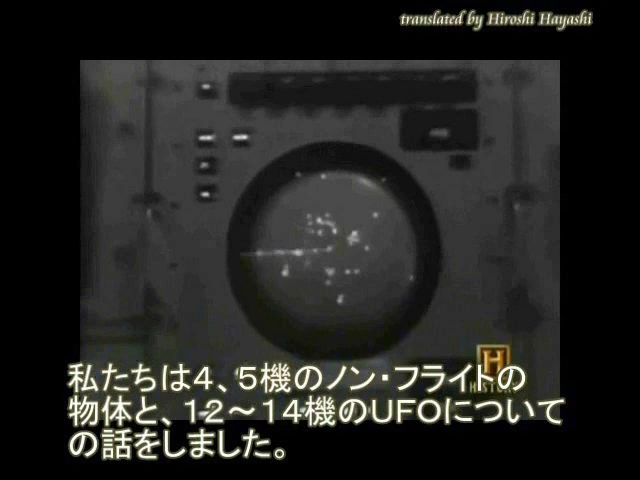 translated by Hiroshi Hayashi
H
HISTORY
私たちは４、５機のノン・フライトの
物体と、１２～１４機のＵＦＯについて
の話をしました。